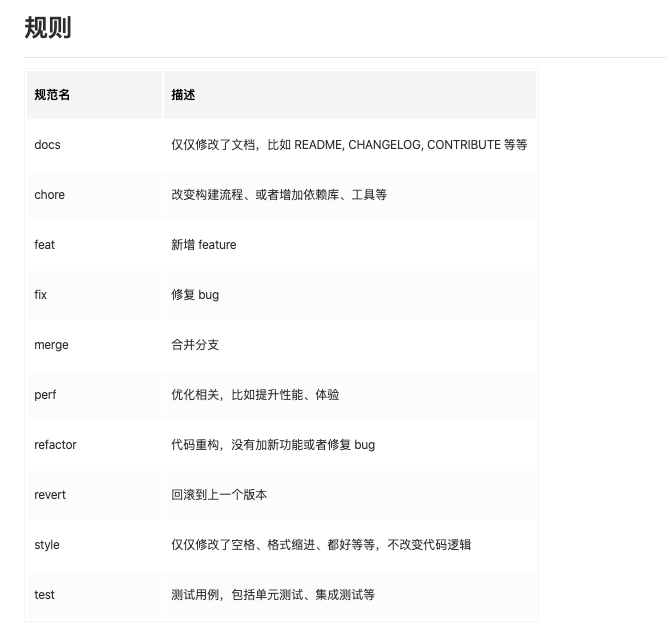 规则
规范名 描述
docs 仅仅修改了文档，比如 README, CHANGELOG, CONTRIBUTE 等等
chore 改变构建流程、或者增加依赖库、工具等
feat 新增 feature
fix 修复 bug
merge 合并分支
perf 优化相关，比如提升性能、体验
refactor 代码重构，没有加新功能或者修复 bug
revert 回滚到上一个版本
style 仅仅修改了空格、格式缩进、都好等等，不改变代码逻辑
test 测试用例，包括单元测试、集成测试等